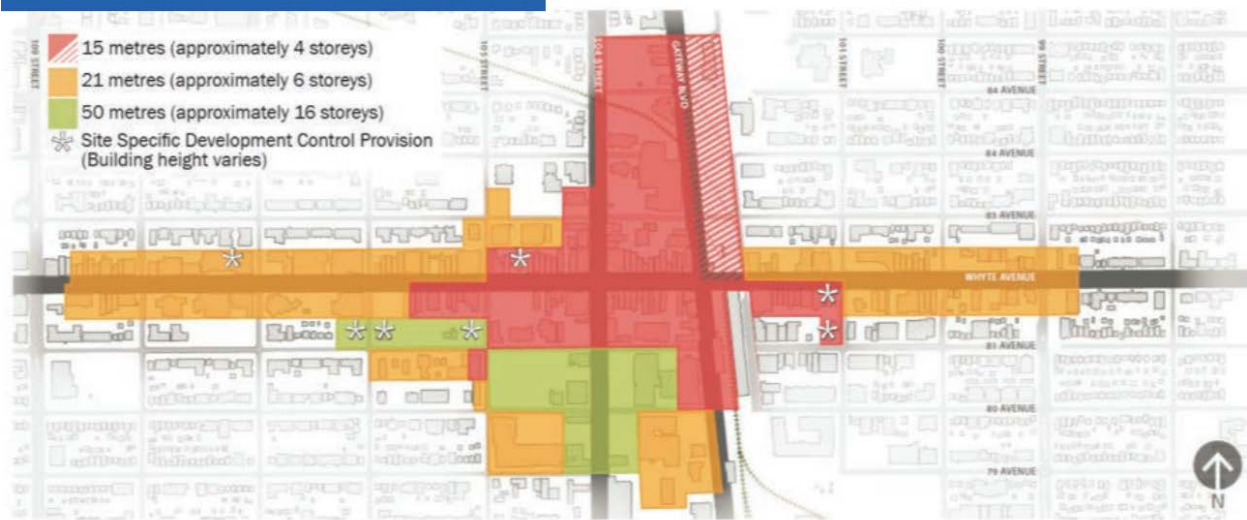 15 metres (approximately 4 storeys)
21 metres (approximately 6 storeys)
50 metres (approximately 16 storeys)
Site Specific Development Control Provision
(Building height varies)
109 STREET
105 STREET
104 STREET
GATEWAY BLVD
101 STREET
100 STREET
99 STREET
84 AVENUE
84 AVENUE
83 AVENUE
WHYTE AVENUE
81 AVENUE
80 AVENUE
79 AVENUE
N